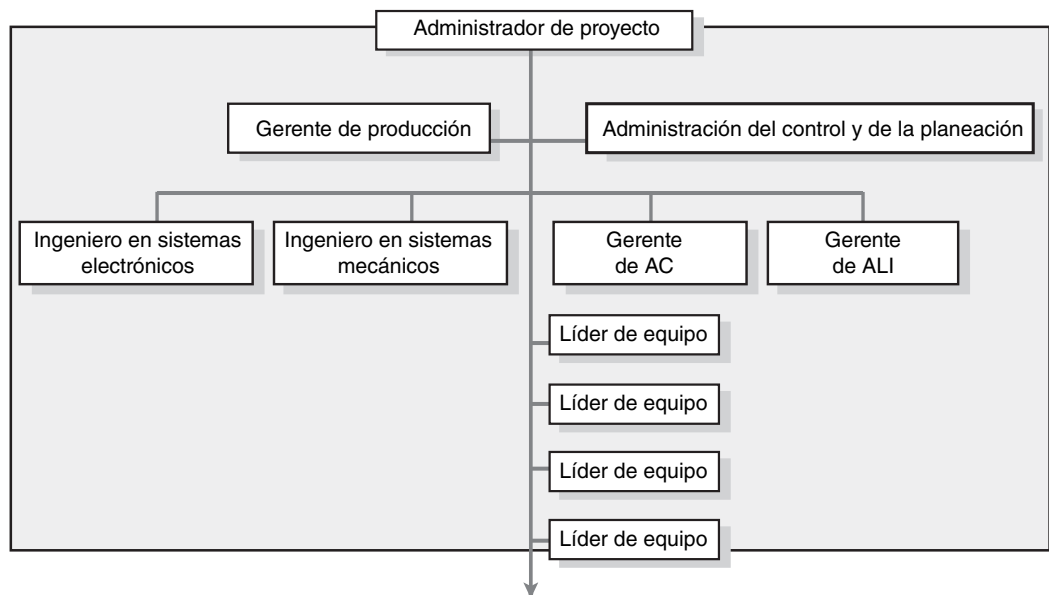 Administrador de proyecto
Gerente de producción
Administración del control y de la planeación
Ingeniero en sistemas
electrónicos
Ingeniero en sistemas
mecánicos
Gerente
de AC
Gerente
de ALI
Líder de equipo
Líder de equipo
Líder de equipo
Líder de equipo